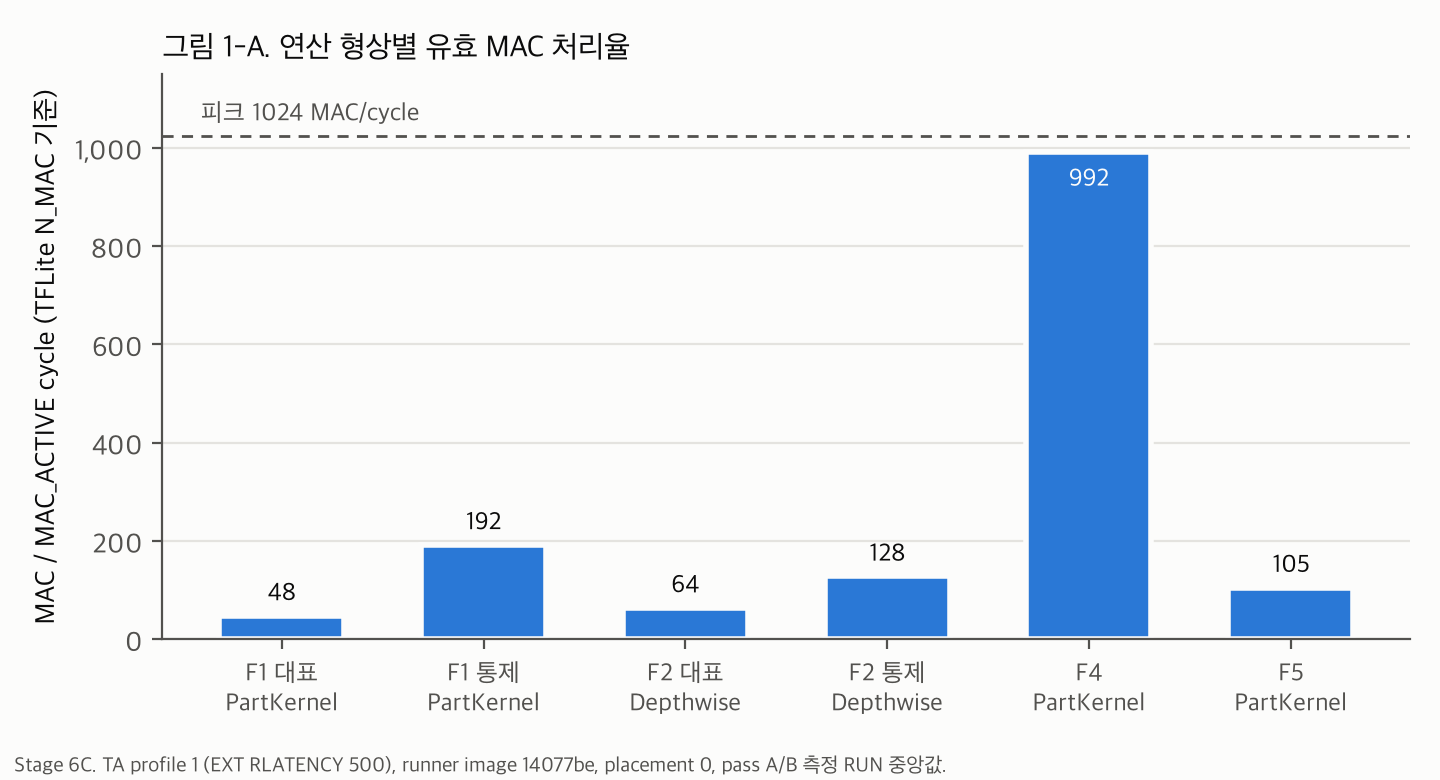 그림 1-A. 연산 형상별 유효 MAC 처리율
MAC / MAC_ACTIVE cycle (TFLite N_MAC 기준)
피크 1024 MAC/cycle
1,000
800
600
400
200
0
48
192
64
128
992
105
F1 대표
PartKernel
F1 통제
PartKernel
F2 대표
Depthwise
F2 통제
Depthwise
F4
PartKernel
F5
PartKernel
Stage 6C. TA profile 1 (EXT RLATENCY 500), runner image 14077be, placement 0, pass A/B 측정 RUN 중앙값.